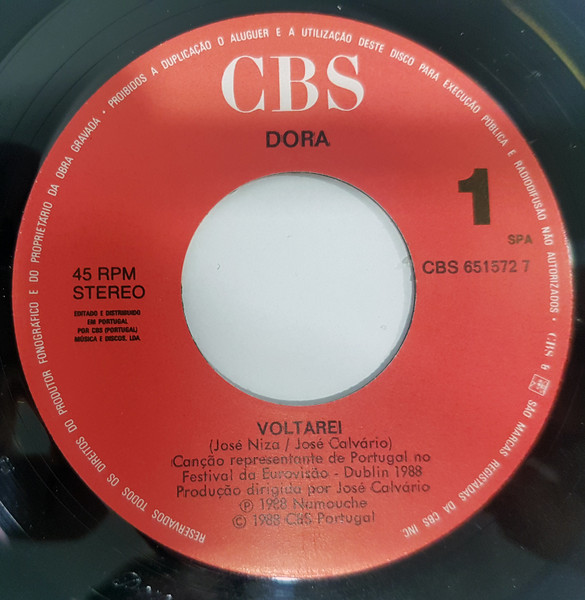 RESERVADOS TODOS OS DIREITOS DO PRODUTOR FONOGRÁFICO E DO PROPRIETÁRIO DA OBRA GRAVADA • PROIBIDOS A DUPLICAÇÃO O ALUGUER E A UTILIZAÇÃO DESTE DISCO PARA EXECUÇÃO PÚBLICA E RADIODIFUSÃO NÃO AUTORIZADOS • CBS & SÃO MARCAS REGISTADAS DA CBS INC
CBS
DORA
1
SPA
CBS 651572 7
45 RPM
STEREO
EDITADO E DISTRIBUIDO
EM PORTUGAL
POR CBS (PORTUGAL)
MÚSICA E DISCOS, LDA
VOLTAREI
(José Niza / José Calvário)
Canção representante de Portugal no
Festival da Eurovisão - Dublin 1988
Produção dirigida por José Calvário
℗ 1988 Namouche
© 1988 CBS Portugal